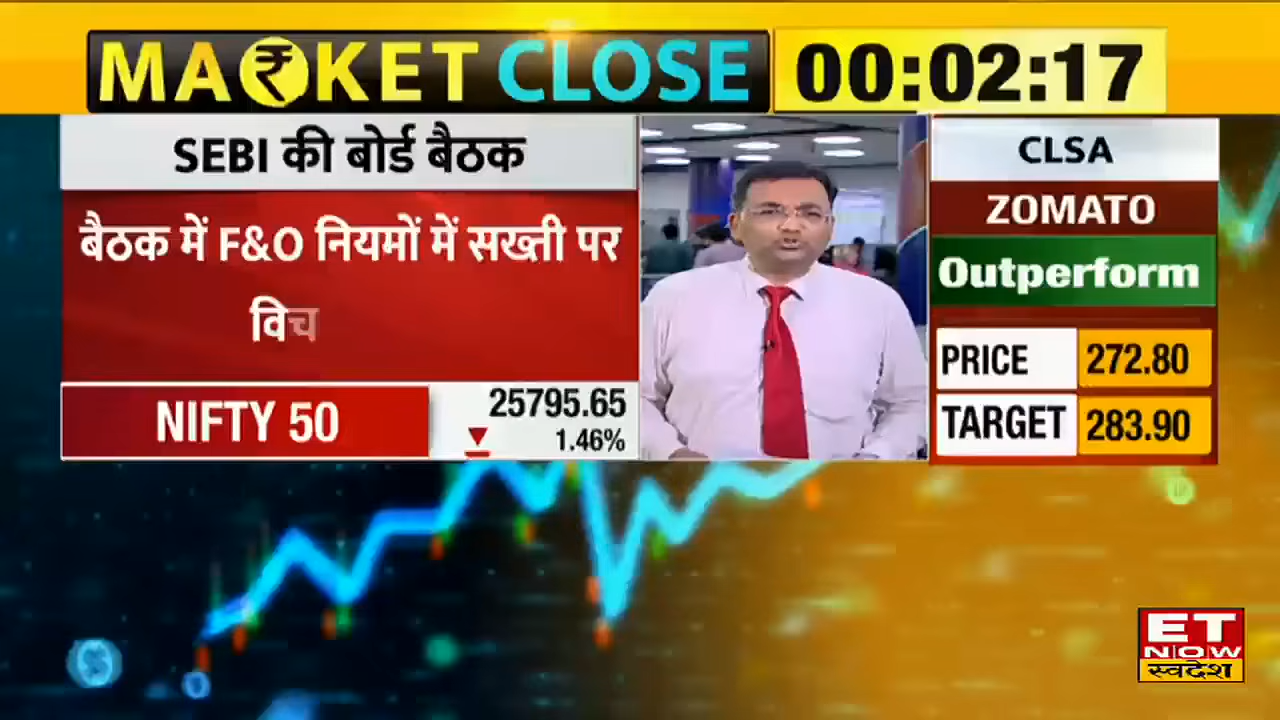 MA₹KET CLOSE
00:02:17
SEBI की बोर्ड बैठक
बैठक में F&O नियमों में सख्ती पर
विच
NIFTY 50
25795.65
1.46%
CLSA
ZOMATO
Outperform
PRICE 272.80
TARGET 283.90
ET
NOW
स्वदेश